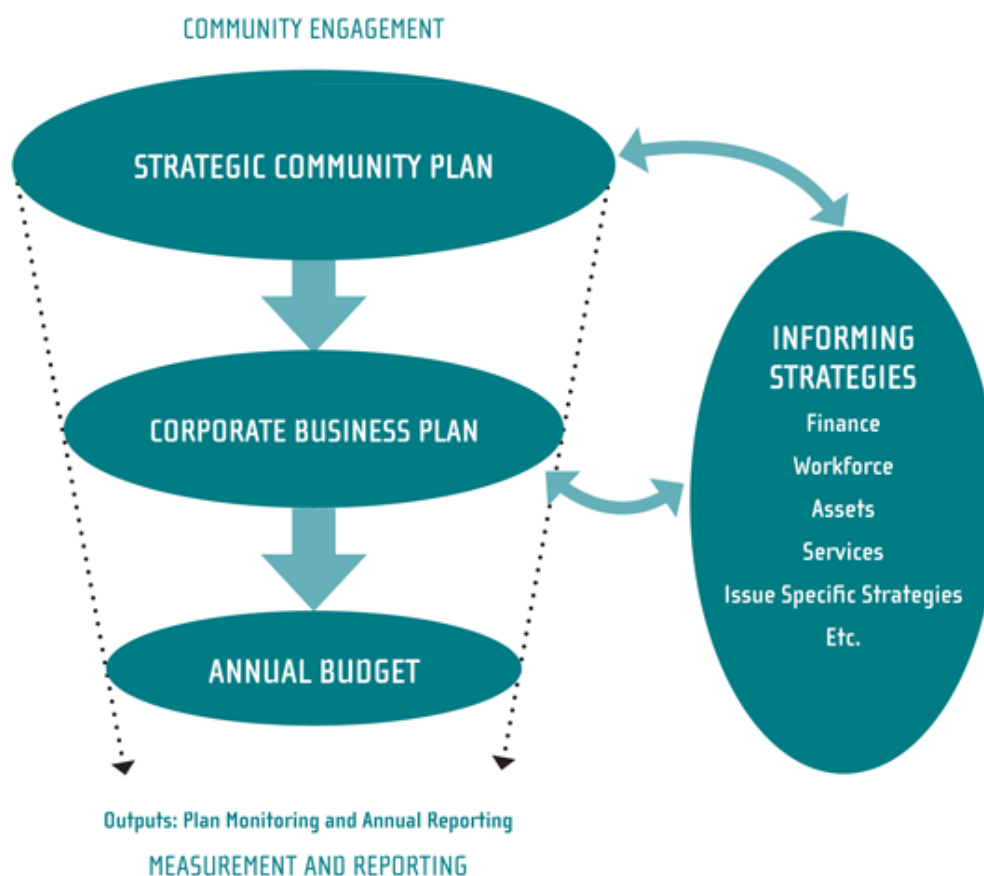 COMMUNITY ENGAGEMENT
STRATEGIC COMMUNITY PLAN
CORPORATE BUSINESS PLAN
ANNUAL BUDGET
INFORMING
STRATEGIES
Finance
Workforce
Assets
Services
Issue Specific Strategies
Etc.
Outputs: Plan Monitoring and Annual Reporting
MEASUREMENT AND REPORTING